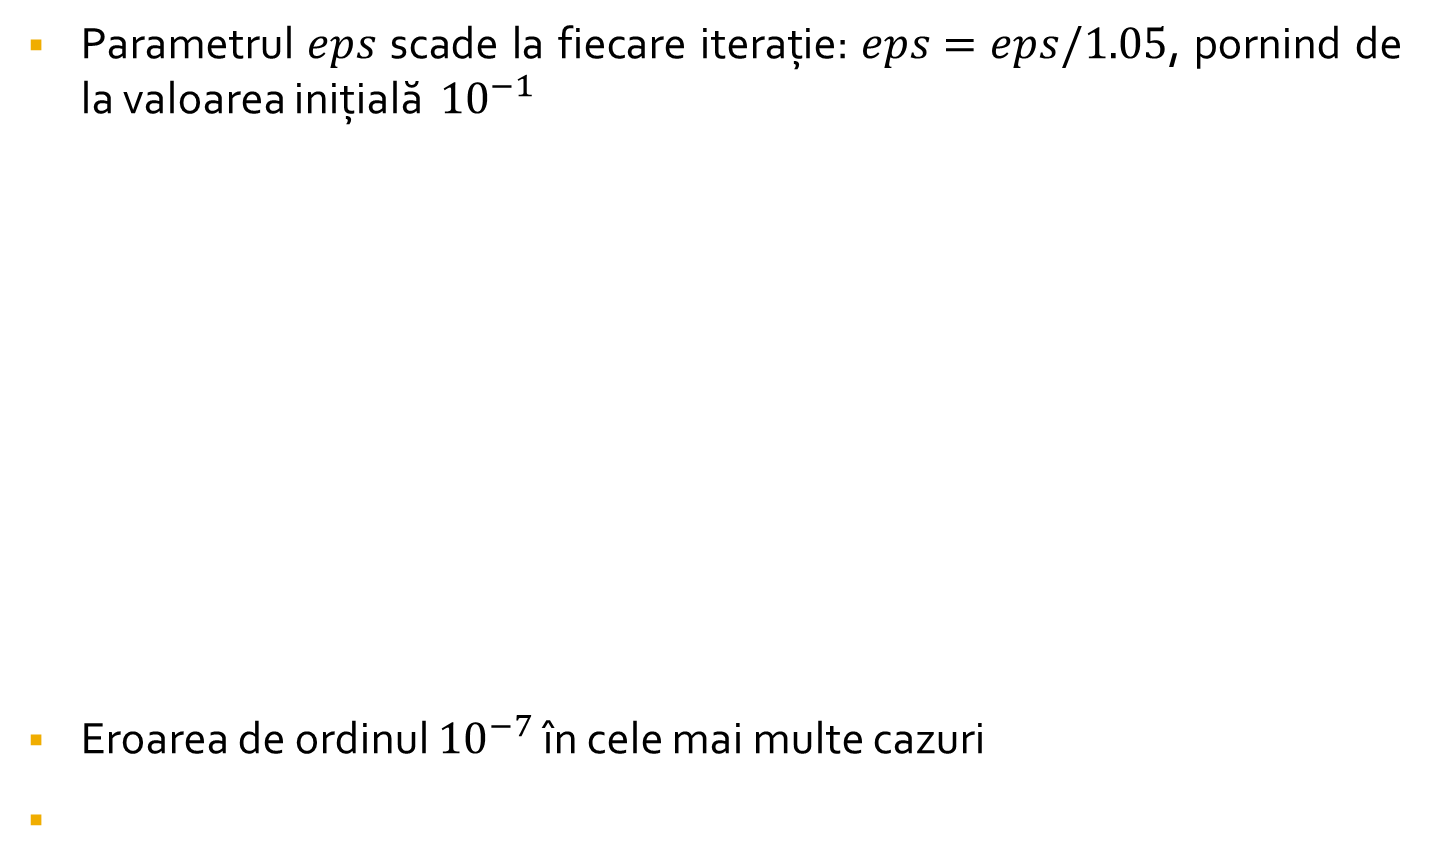 ▪ Parametrul eps scade la fiecare iterație: eps = eps/1.05, pornind de
la valoarea inițială 10⁻¹
▪ Eroarea de ordinul 10⁻⁷ în cele mai multe cazuri
▪